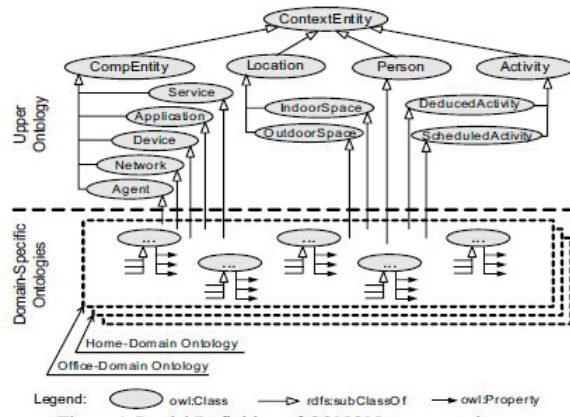 ContextEntity
CompEntity
Location
Person
Activity
Service
Application
Device
Network
Agent
IndoorSpace
OutdoorSpace
DeducedActivity
ScheduledActivity
Upper
Ontology
Domain-Specific
Ontologies
...
...
...
...
...
Home-Domain Ontology
Office-Domain Ontology
Legend: owl:Class rdfs:subClassOf owl:Property